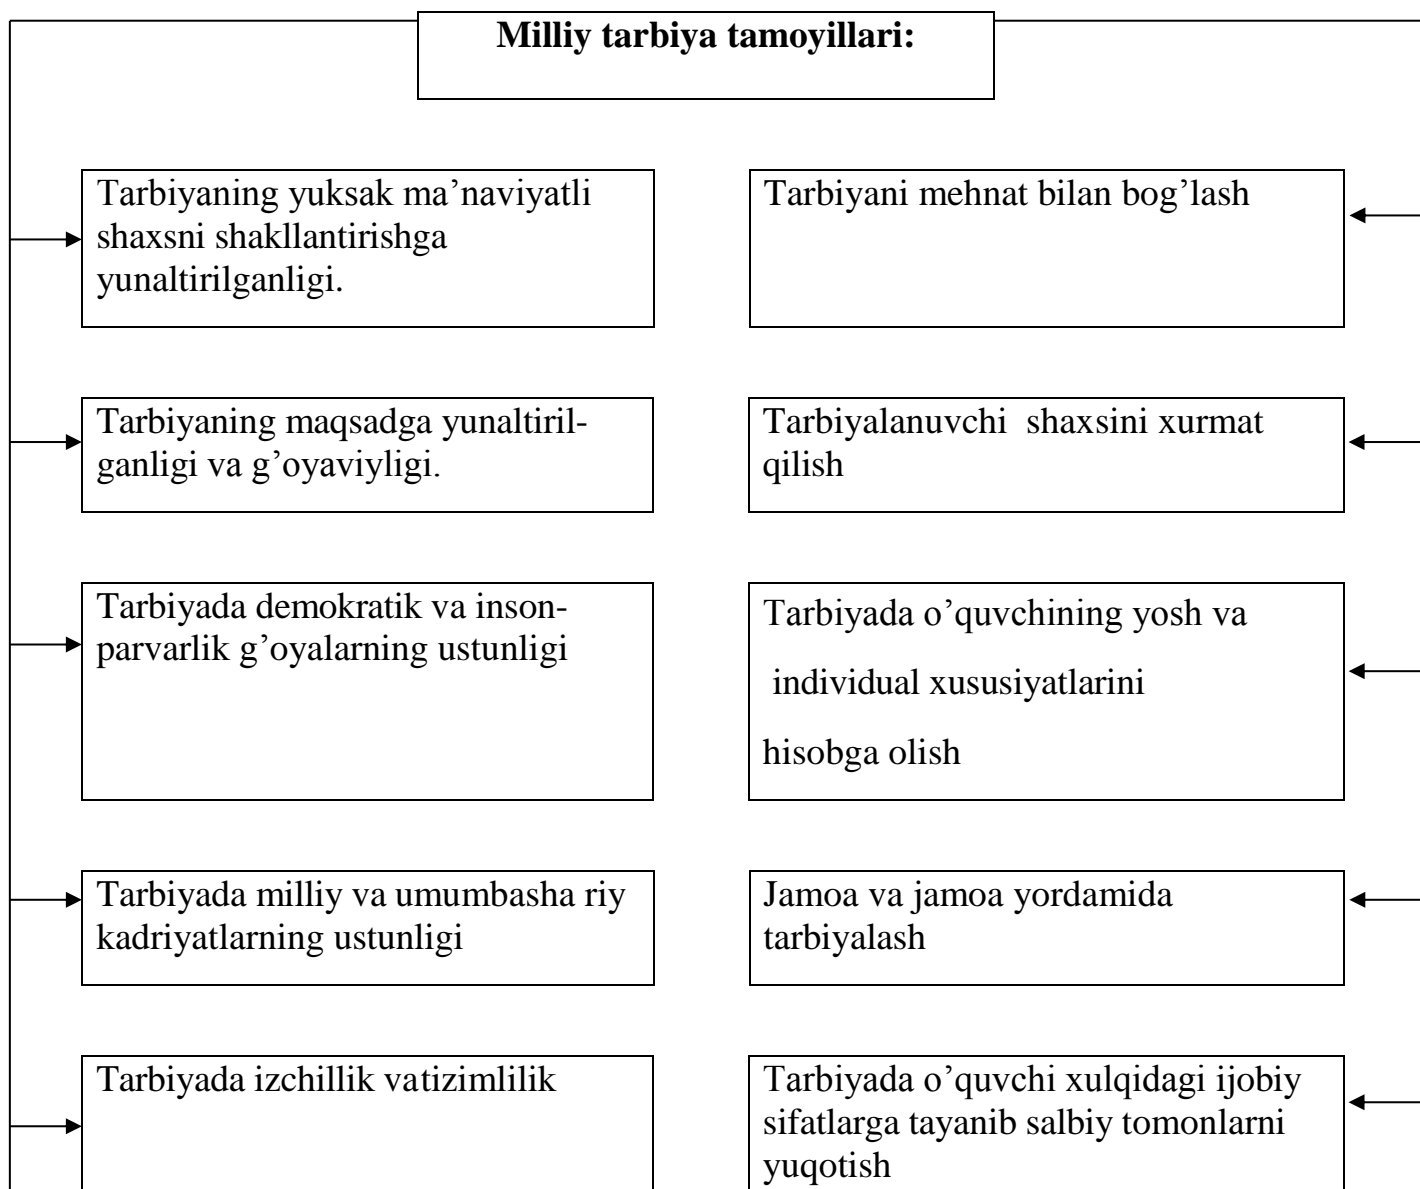 Milliy tarbiya tamoyillari:
Tarbiyaning yuksak ma’naviyatli
shaxsni shakllantirishga
yunaltirilganligi.
Tarbiyani mehnat bilan bog’lash
Tarbiyaning maqsadga yunaltiril-
ganligi va g’oyaviyligi.
Tarbiyalanuvchi  shaxsini xurmat
qilish
Tarbiyada demokratik va inson-
parvarlik g’oyalarning ustunligi
Tarbiyada o’quvchining yosh va
individual xususiyatlarini
hisobga olish
Tarbiyada milliy va umumbasha riy
kadriyatlarning ustunligi
Jamoa va jamoa yordamida
tarbiyalash
Tarbiyada izchillik vatizimlilik
Tarbiyada o’quvchi xulqidagi ijobiy
sifatlarga tayanib salbiy tomonlarni
yuqotish